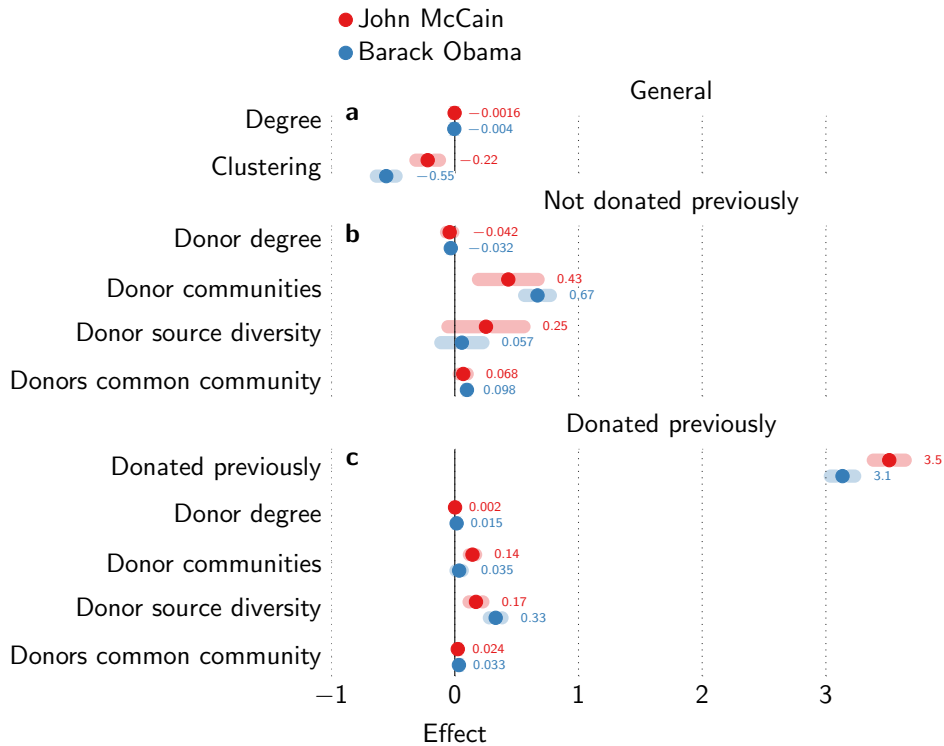 John McCain
Barack Obama
General
a
Degree
−0.0016
−0.004
Clustering
−0.22
−0.55
Not donated previously
b
Donor degree
−0.042
−0.032
Donor communities
0.43
0.67
Donor source diversity
0.25
0.057
Donors common community
0.068
0.098
Donated previously
c
Donated previously
3.5
3.1
Donor degree
0.002
0.015
Donor communities
0.14
0.035
Donor source diversity
0.17
0.33
Donors common community
0.024
0.033
−1 0 1 2 3
Effect